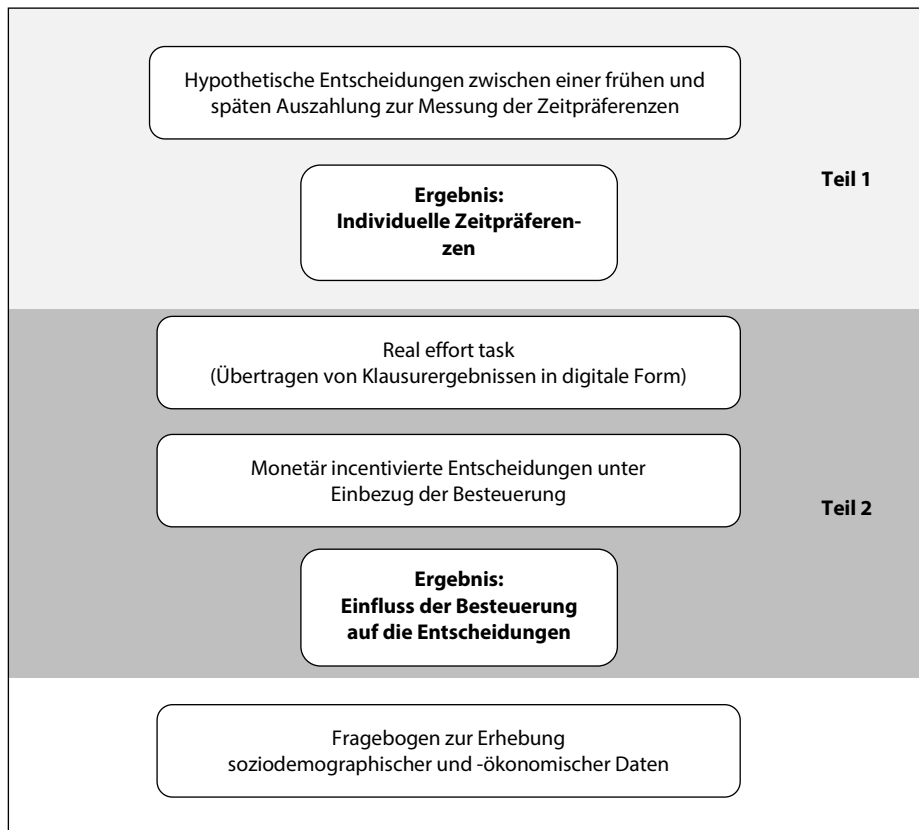 Hypothetische Entscheidungen zwischen einer frühen und
späten Auszahlung zur Messung der Zeitpräferenzen
Teil 1
Ergebnis:
Individuelle Zeitpräferen-
zen
Real effort task
(Übertragen von Klausurergebnissen in digitale Form)
Monetär incentivierte Entscheidungen unter
Einbezug der Besteuerung
Teil 2
Ergebnis:
Einfluss der Besteuerung
auf die Entscheidungen
Fragebogen zur Erhebung
soziodemographischer und -ökonomischer Daten